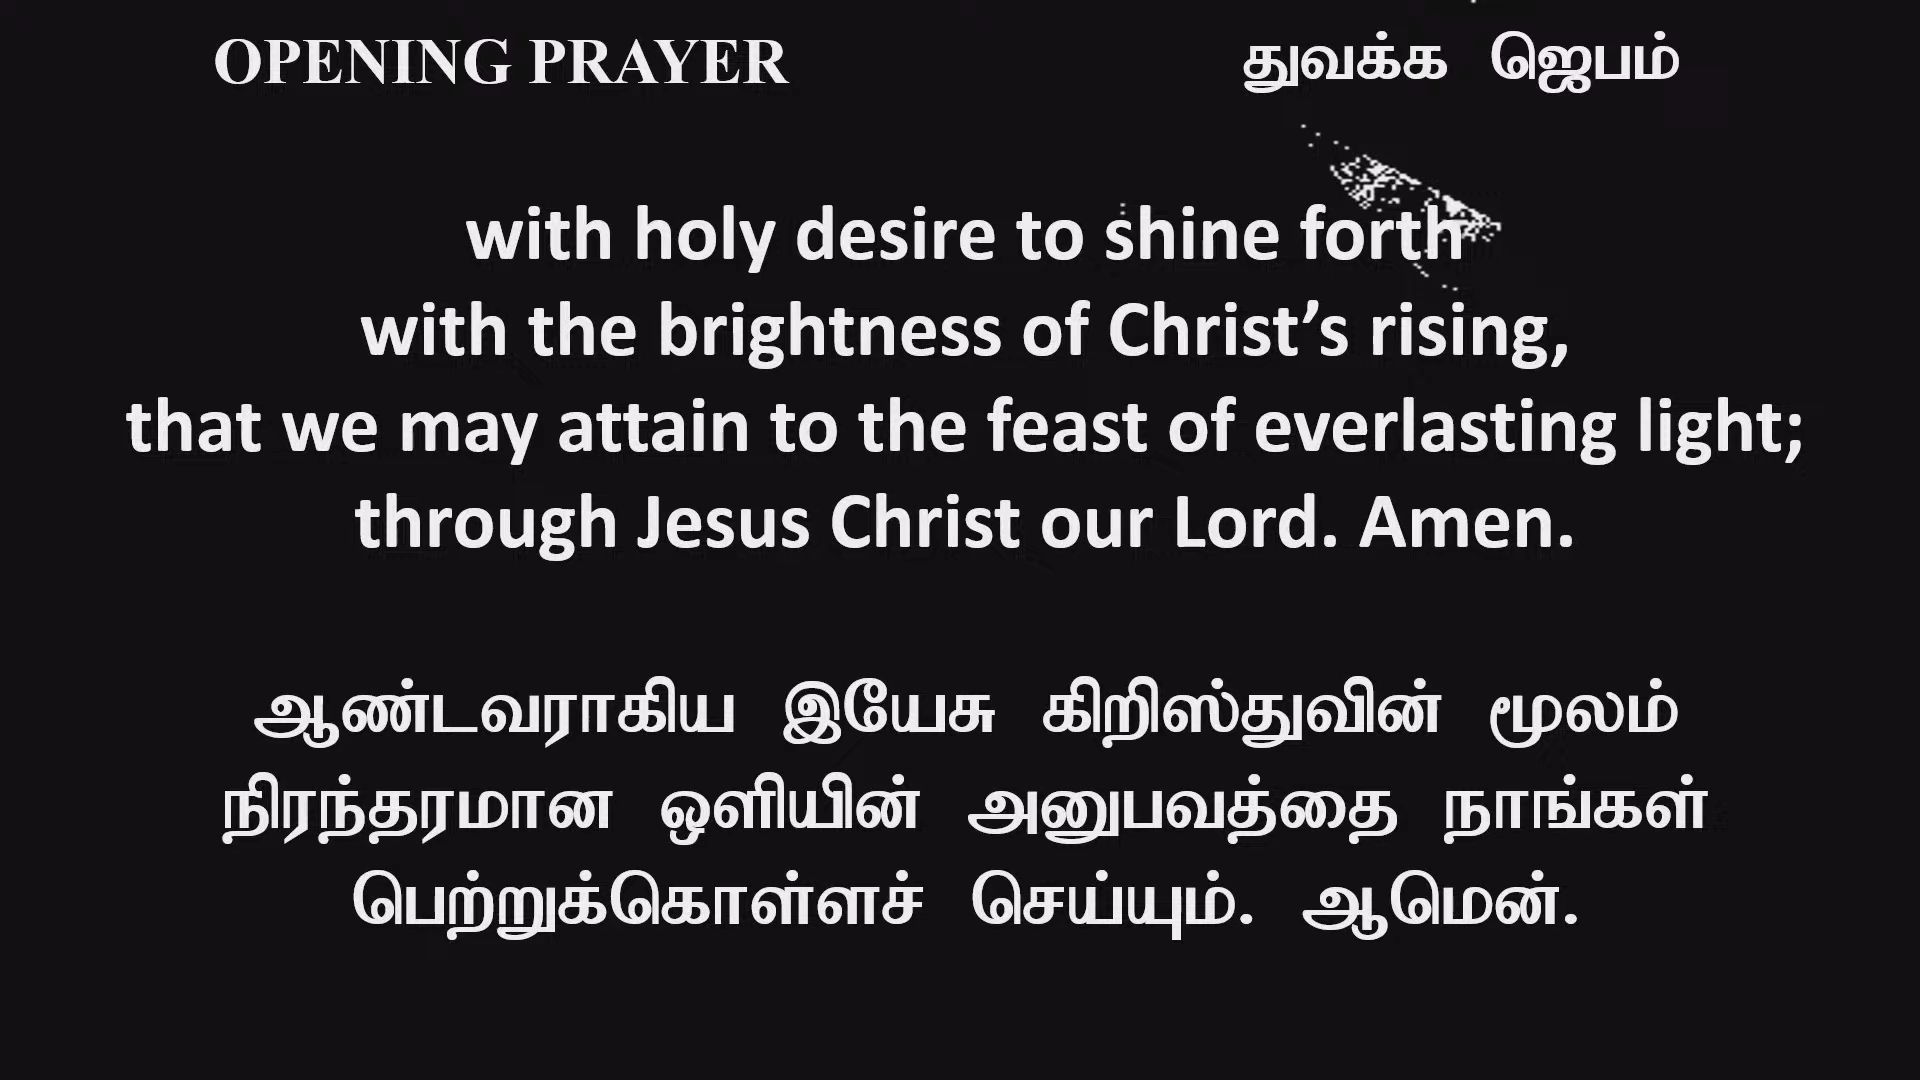 OPENING PRAYER துவக்க ஜெபம்
with holy desire to shine forth
with the brightness of Christ’s rising,
that we may attain to the feast of everlasting light;
through Jesus Christ our Lord. Amen.
ஆண்டவராகிய இயேசு கிறிஸ்துவின் மூலம்
நிரந்தரமான ஒளியின் அனுபவத்தை நாங்கள்
பெற்றுக்கொள்ளச் செய்யும். ஆமென்.